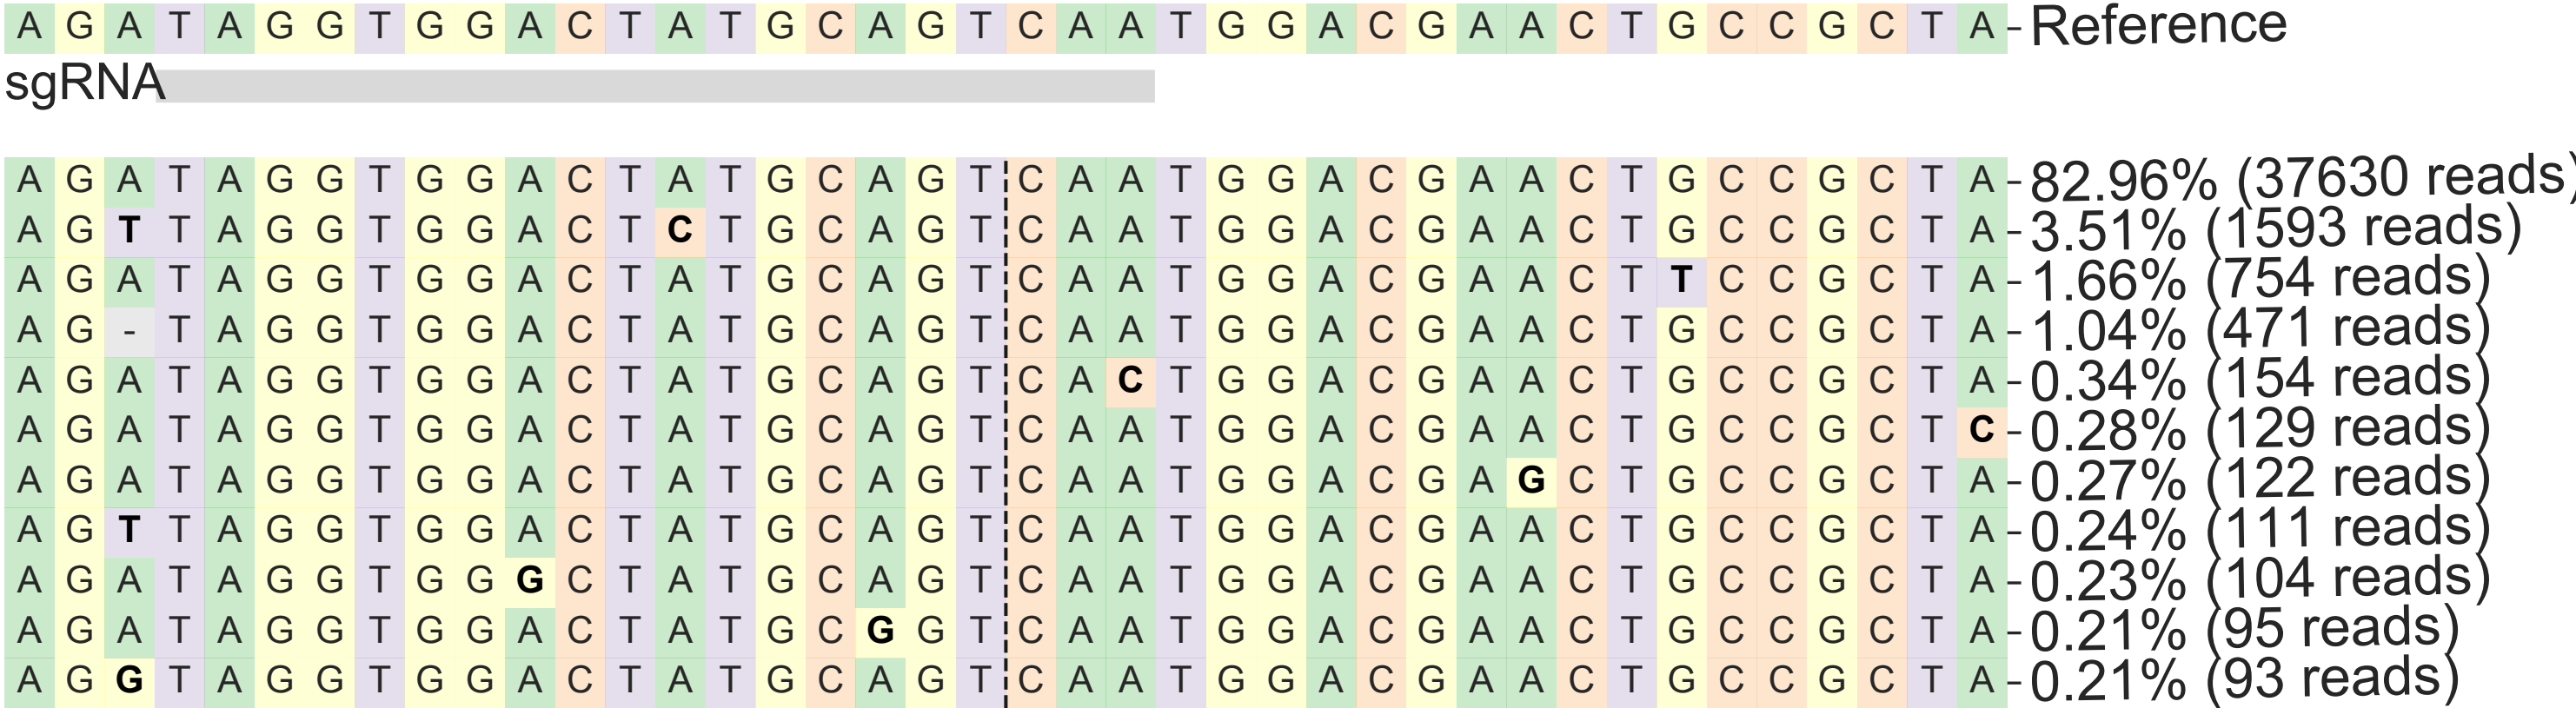 A G A T A G G T G G A C T A T G C A G T C A A T G G A C G A A C T G C C G C T A - Reference
sgRNA
A G A T A G G T G G A C T A T G C A G T C A A T G G A C G A A C T G C C G C T A - 82.96% (37630 reads)
A G T T A G G T G G A C T C T G C A G T C A A T G G A C G A A C T G C C G C T A - 3.51% (1593 reads)
A G A T A G G T G G A C T A T G C A G T C A A T G G A C G A A C T T C C G C T A - 1.66% (754 reads)
A G - T A G G T G G A C T A T G C A G T C A A T G G A C G A A C T G C C G C T A - 1.04% (471 reads)
A G A T A G G T G G A C T A T G C A G T C A C T G G A C G A A C T G C C G C T A - 0.34% (154 reads)
A G A T A G G T G G A C T A T G C A G T C A A T G G A C G A A C T G C C G C T C - 0.28% (129 reads)
A G A T A G G T G G A C T A T G C A G T C A A T G G A C G A G C T G C C G C T A - 0.27% (122 reads)
A G T T A G G T G G A C T A T G C A G T C A A T G G A C G A A C T G C C G C T A - 0.24% (111 reads)
A G A T A G G T G G G C T A T G C A G T C A A T G G A C G A A C T G C C G C T A - 0.23% (104 reads)
A G A T A G G T G G A C T A T G C G G T C A A T G G A C G A A C T G C C G C T A - 0.21% (95 reads)
A G G T A G G T G G A C T A T G C A G T C A A T G G A C G A A C T G C C G C T A - 0.21% (93 reads)